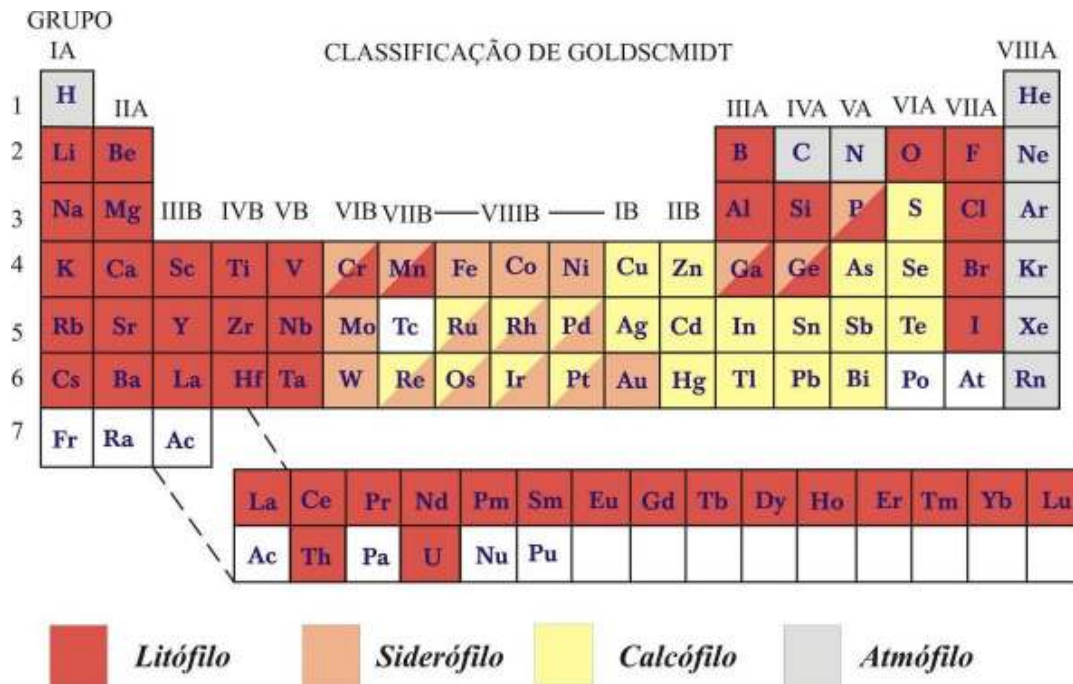 GRUPO
IA CLASSIFICAÇÃO DE GOLDSCMIDT VIIIA
1 H IIA IIIA IVA VA VIA VIIA He
2 Li Be B C N O F Ne
3 Na Mg IIIB IVB VB VIB VIIB VIIIB IB IIB Al Si P S Cl Ar
4 K Ca Sc Ti V Cr Mn Fe Co Ni Cu Zn Ga Ge As Se Br Kr
5 Rb Sr Y Zr Nb Mo Tc Ru Rh Pd Ag Cd In Sn Sb Te I Xe
6 Cs Ba La Hf Ta W Re Os Ir Pt Au Hg Tl Pb Bi Po At Rn
7 Fr Ra Ac
La Ce Pr Nd Pm Sm Eu Gd Tb Dy Ho Er Tm Yb Lu
Ac Th Pa U Nu Pu
Litófilo Siderófilo Calcófilo Atmófilo